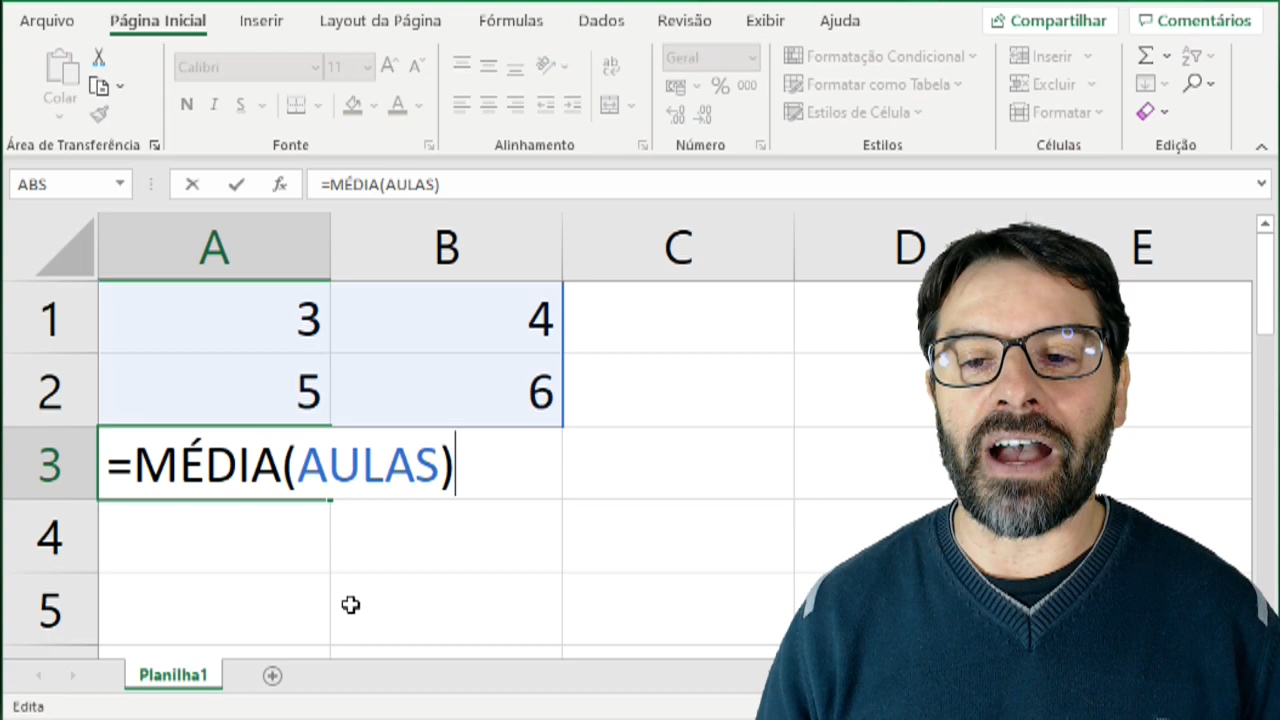 Arquivo Página Inicial Inserir Layout da Página Fórmulas Dados Revisão Exibir Ajuda Compartilhar Comentários
Colar
Calibri 11
Geral
Formatação Condicional
Formatar como Tabela
Estilos de Célula
Inserir
Excluir
Formatar
N I S
% 000
Área de Transferência Fonte Alinhamento Número Estilos Células Edição
ABS fx =MÉDIA(AULAS)
A B C D E
1 3 4
2 5 6
3 =MÉDIA(AULAS)
4
5
Planilha1
Edita